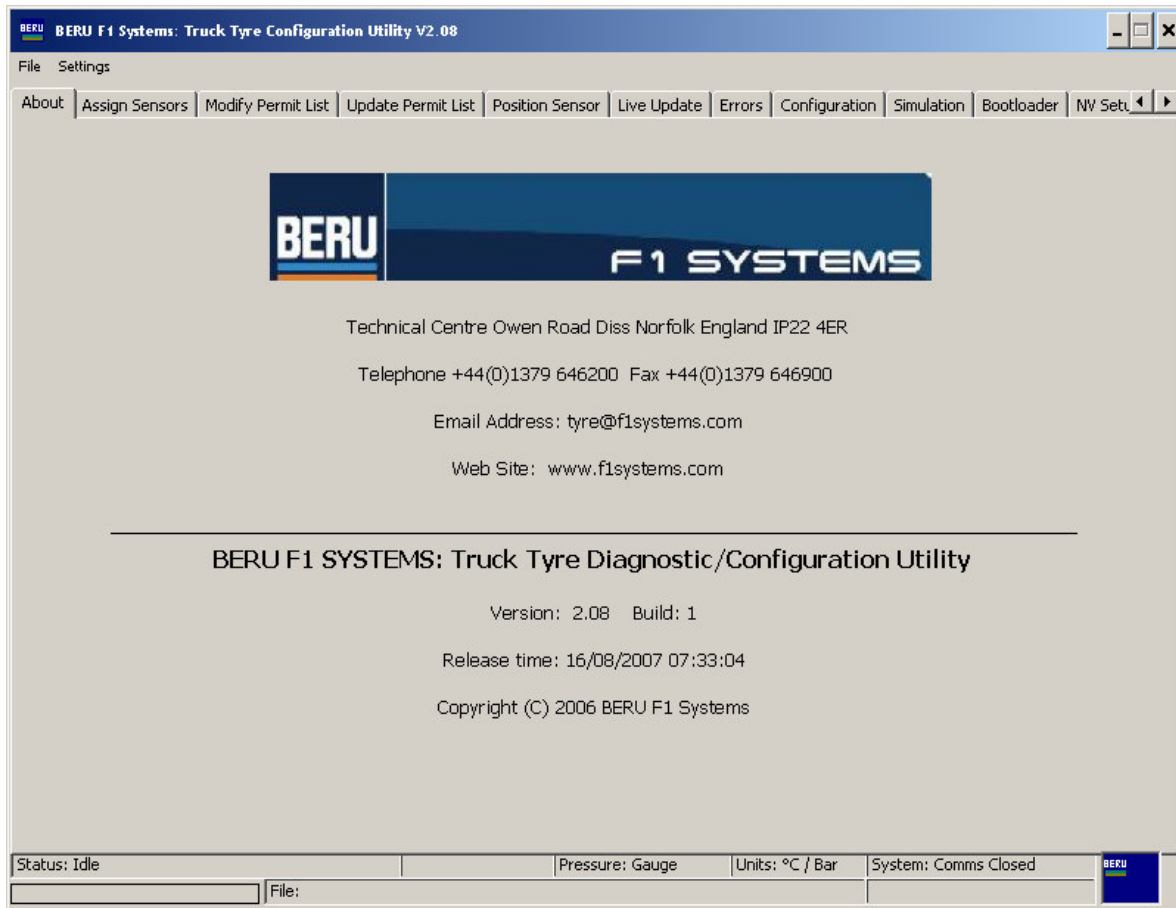 BERU BERU F1 Systems: Truck Tyre Configuration Utility V2.08
File Settings
About Assign Sensors Modify Permit List Update Permit List Position Sensor Live Update Errors Configuration Simulation Bootloader NV Setu
BERU F1 SYSTEMS
Technical Centre Owen Road Diss Norfolk England IP22 4ER
Telephone +44(0)1379 646200 Fax +44(0)1379 646900
Email Address: tyre@f1systems.com
Web Site: www.f1systems.com
BERU F1 SYSTEMS: Truck Tyre Diagnostic/Configuration Utility
Version: 2.08 Build: 1
Release time: 16/08/2007 07:33:04
Copyright (C) 2006 BERU F1 Systems
Status: Idle Pressure: Gauge Units: °C / Bar System: Comms Closed BERU
File: